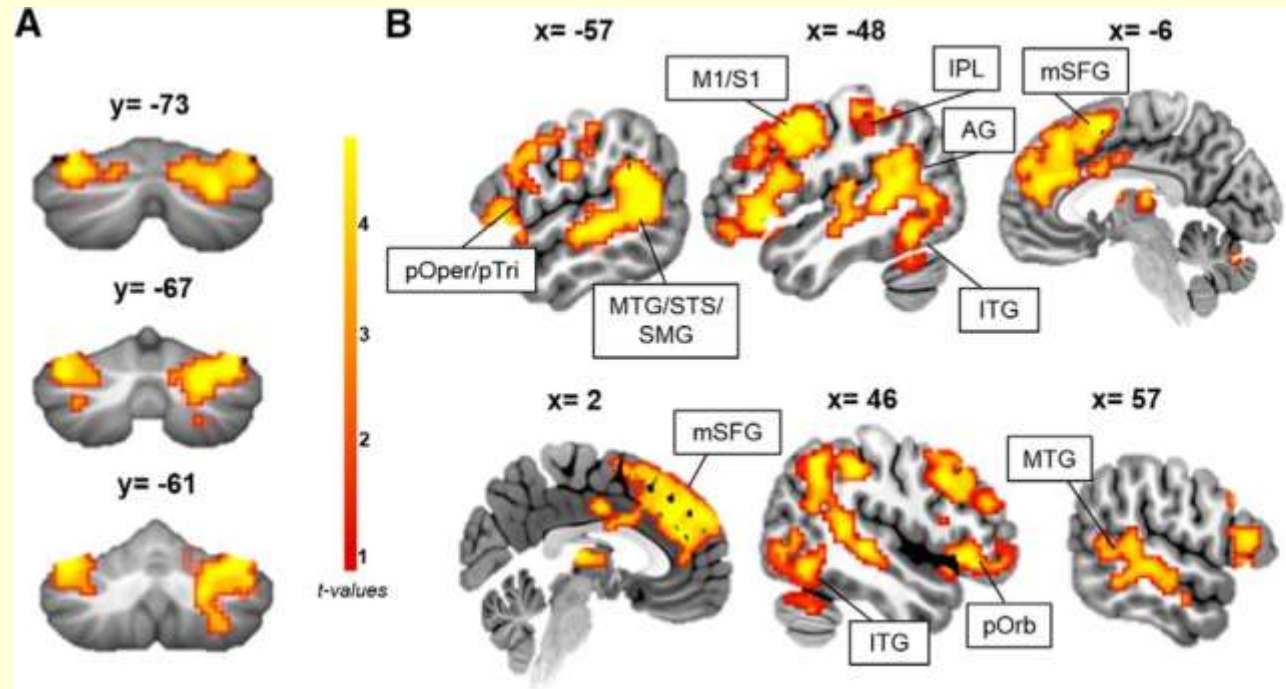 A
B
y= -73
y= -67
y= -61
4
3
2
1
t-values
x= -57
x= -48
x= -6
M1/S1
IPL
mSFG
AG
pOper/pTri
MTG/STS/
SMG
ITG
x= 2
x= 46
x= 57
mSFG
MTG
ITG
pOrb